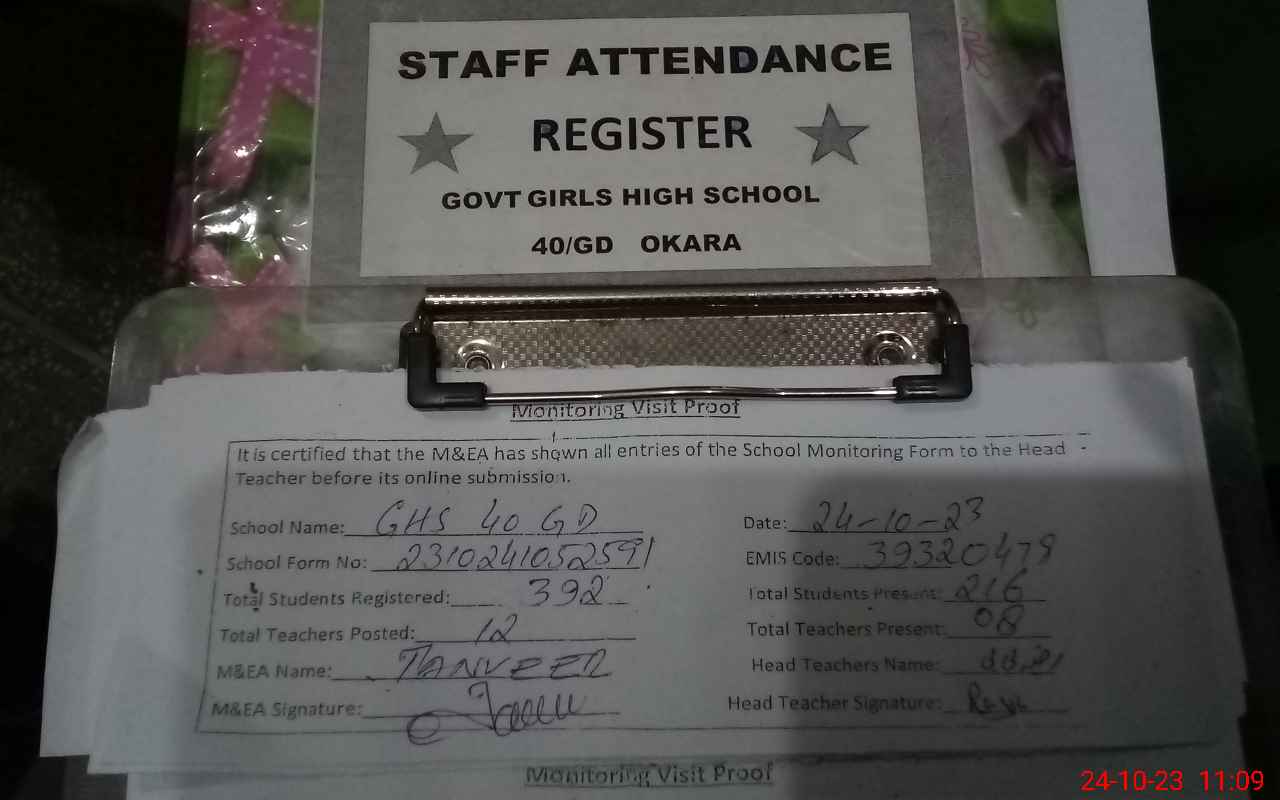 STAFF ATTENDANCE
REGISTER
GOVT GIRLS HIGH SCHOOL
40/GD OKARA
Monitoring Visit Proof
It is certified that the M&EA has shown all entries of the School Monitoring Form to the Head
Teacher before its online submission.
School Name: GHS 40 GD Date: 24-10-23
School Form No: 2310241052591 EMIS Code: 39320479
Total Students Registered: 392 Total Students Present: 216
Total Teachers Posted: 12 Total Teachers Present: 08
M&EA Name: TANVEER Head Teachers Name:
M&EA Signature: Head Teacher Signature:
Monitoring Visit Proof
24-10-23 11:09